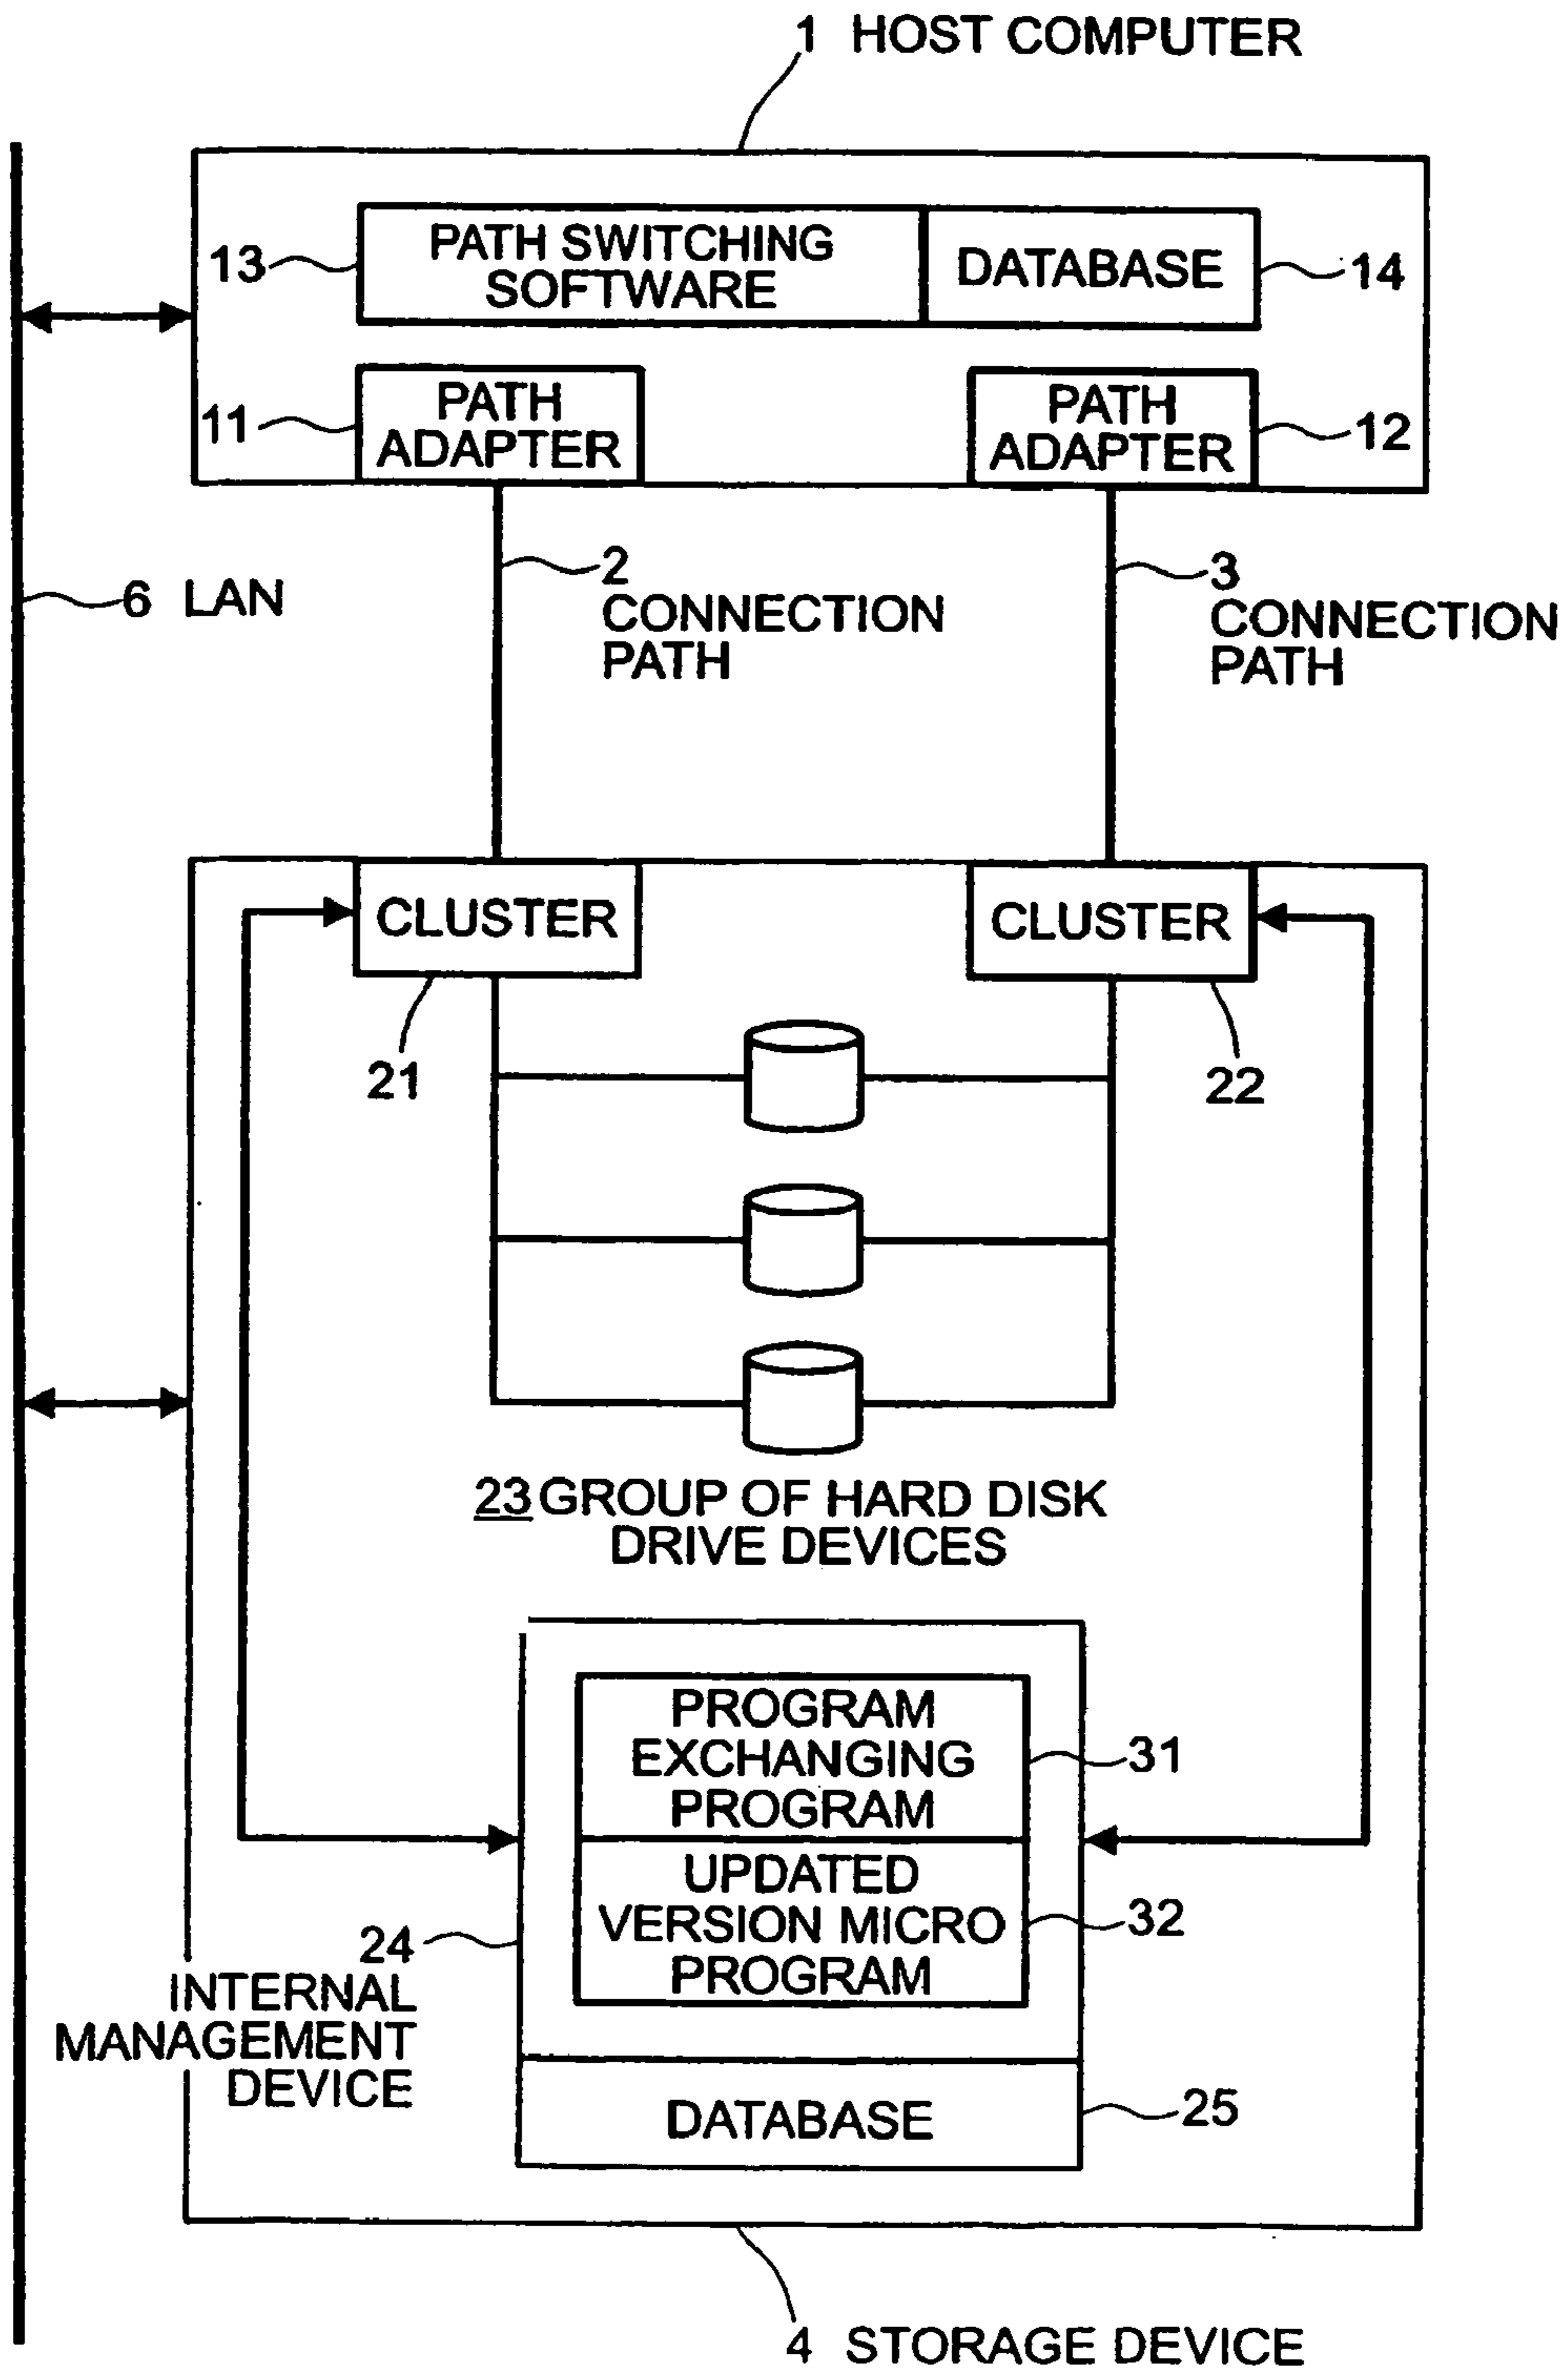 1 HOST COMPUTER
13
PATH SWITCHING
SOFTWARE
DATABASE
14
11
PATH
ADAPTER
PATH
ADAPTER
12
6 LAN
2
CONNECTION
PATH
3
CONNECTION
PATH
CLUSTER
CLUSTER
21
22
23 GROUP OF HARD DISK
DRIVE DEVICES
PROGRAM
EXCHANGING
PROGRAM
31
UPDATED
VERSION MICRO
PROGRAM
32
24
INTERNAL
MANAGEMENT
DEVICE
DATABASE
25
4 STORAGE DEVICE